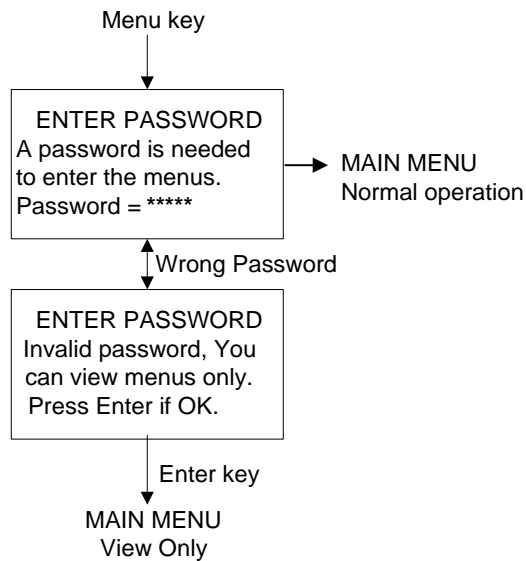 Menu key
ENTER PASSWORD
A password is needed
to enter the menus.
Password = *****
MAIN MENU
Normal operation
Wrong Password
ENTER PASSWORD
Invalid password, You
can view menus only.
Press Enter if OK.
Enter key
MAIN MENU
View Only